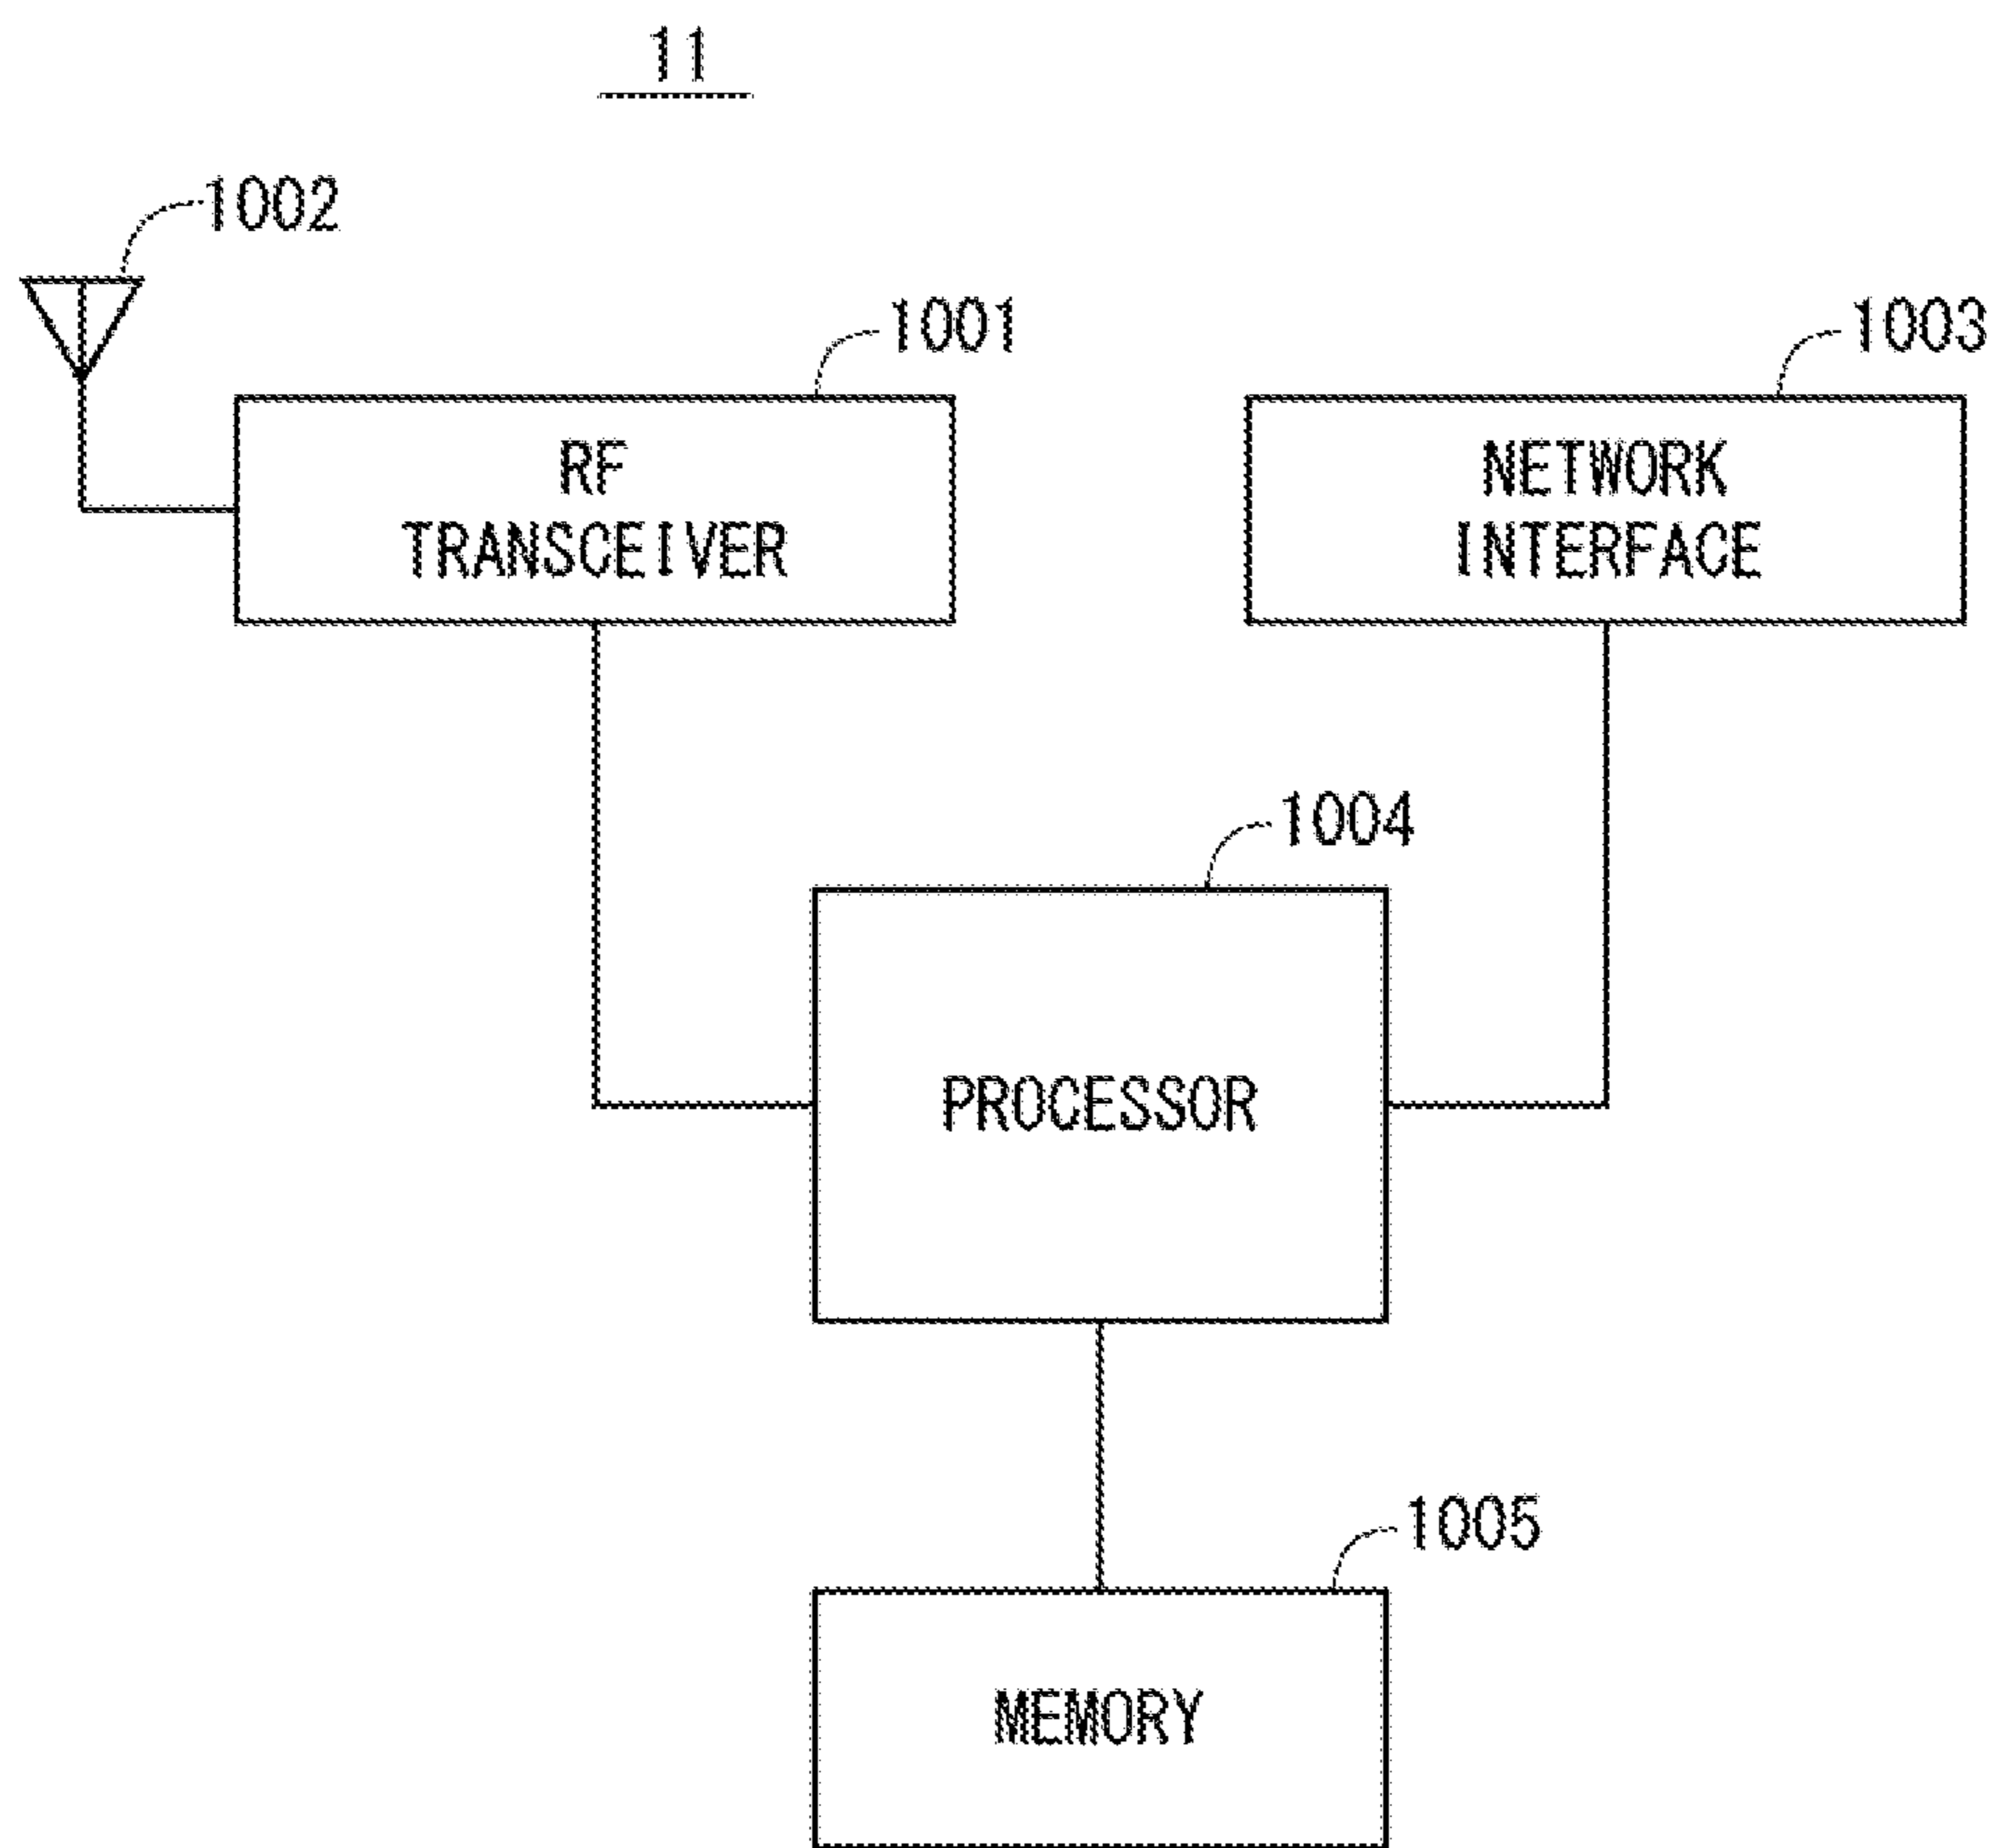 11
1002
1001
1003
RF
TRANSCEIVER
NETWORK
INTERFACE
1004
PROCESSOR
1005
MEMORY